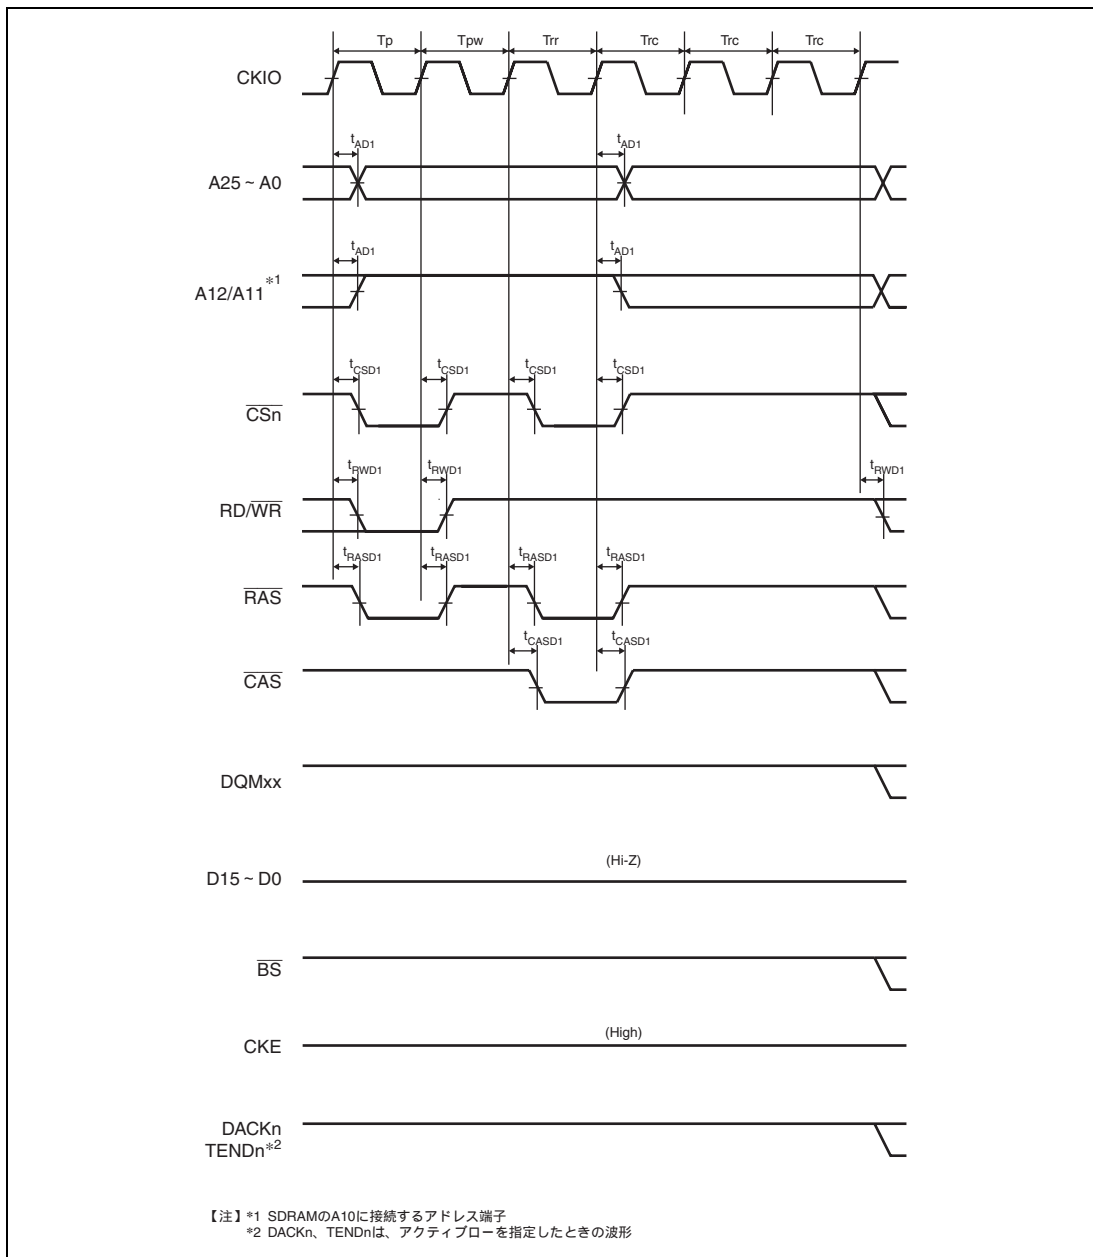 Tp Tpw Trr Trc Trc Trc
CKIO
tAD1 tAD1
A25 ~ A0
tAD1 tAD1
A12/A11*1
tCSD1 tCSD1 tCSD1 tCSD1
CSn
tRWD1 tRWD1 tRWD1
RD/WR
tRASD1 tRASD1 tRASD1 tRASD1
RAS
tCASD1 tCASD1
CAS
DQMxx
(Hi-Z)
D15 ~ D0
BS
(High)
CKE
DACKn
TENDn*2
【注】*1 SDRAMのA10に接続するアドレス端子
*2 DACKn、TENDnは、アクティブローを指定したときの波形